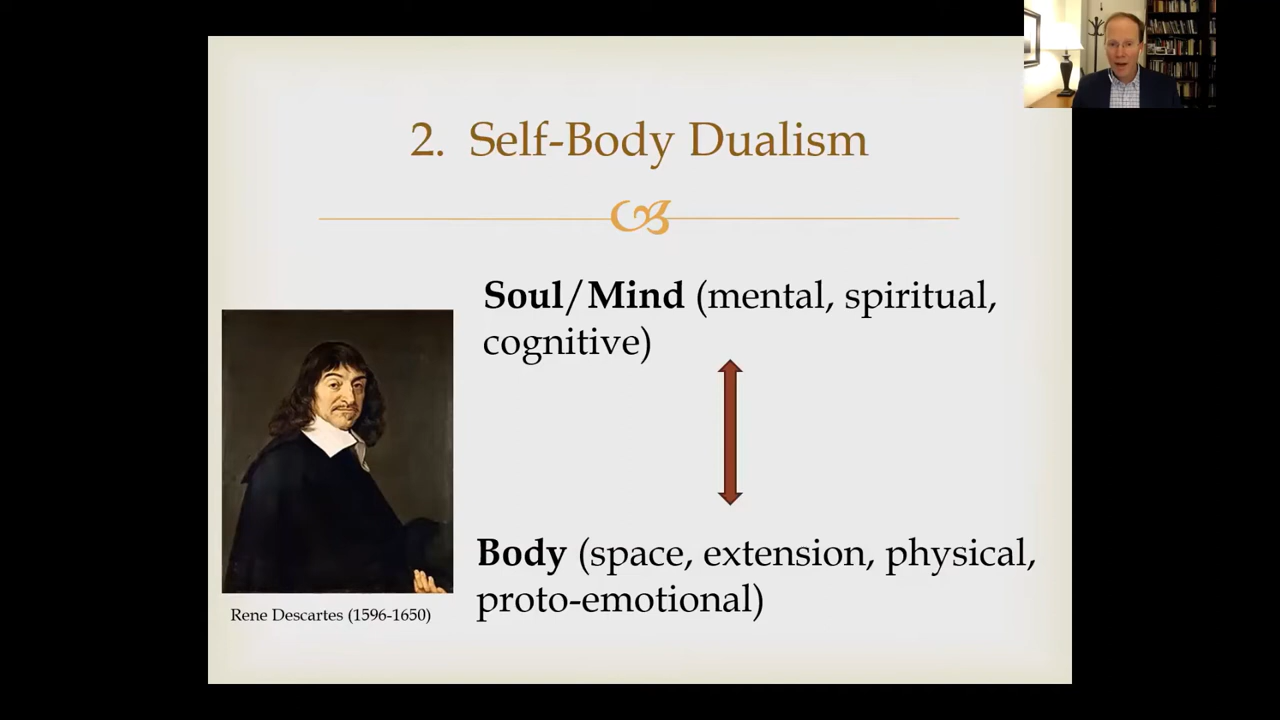 2. Self-Body Dualism
Soul/Mind (mental, spiritual,
cognitive)
Body (space, extension, physical,
proto-emotional)
Rene Descartes (1596-1650)